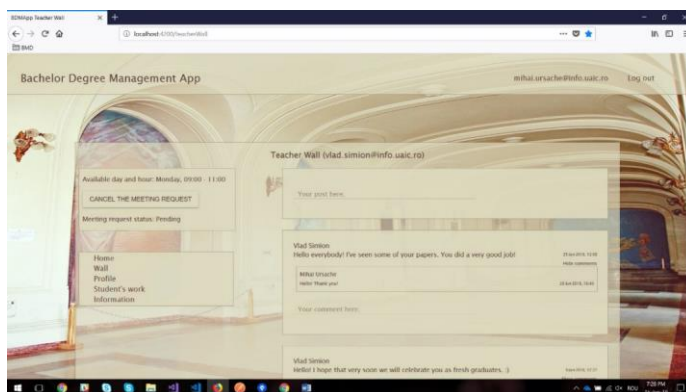 BDMApp Teacher Wall
localhost:4200/teacherWall
BMD
Bachelor Degree Management App
mihai.ursache@info.uaic.ro Log out
Teacher Wall (vlad.simion@info.uaic.ro)
Available day and hour: Monday, 09:00 - 11:00
CANCEL THE MEETING REQUEST
Meeting request status: Pending
Home
Wall
Profile
Student's work
Information
Your post here.
Vlad Simion
Hello everybody! I've seen some of your papers. You did a very good job!
Hide comments
Mihai Ursache
Hello! Thank you!
Your comment here.
Vlad Simion
Hello! I hope that very soon we will celebrate you as fresh graduates. :)
ROU
7:26 PM